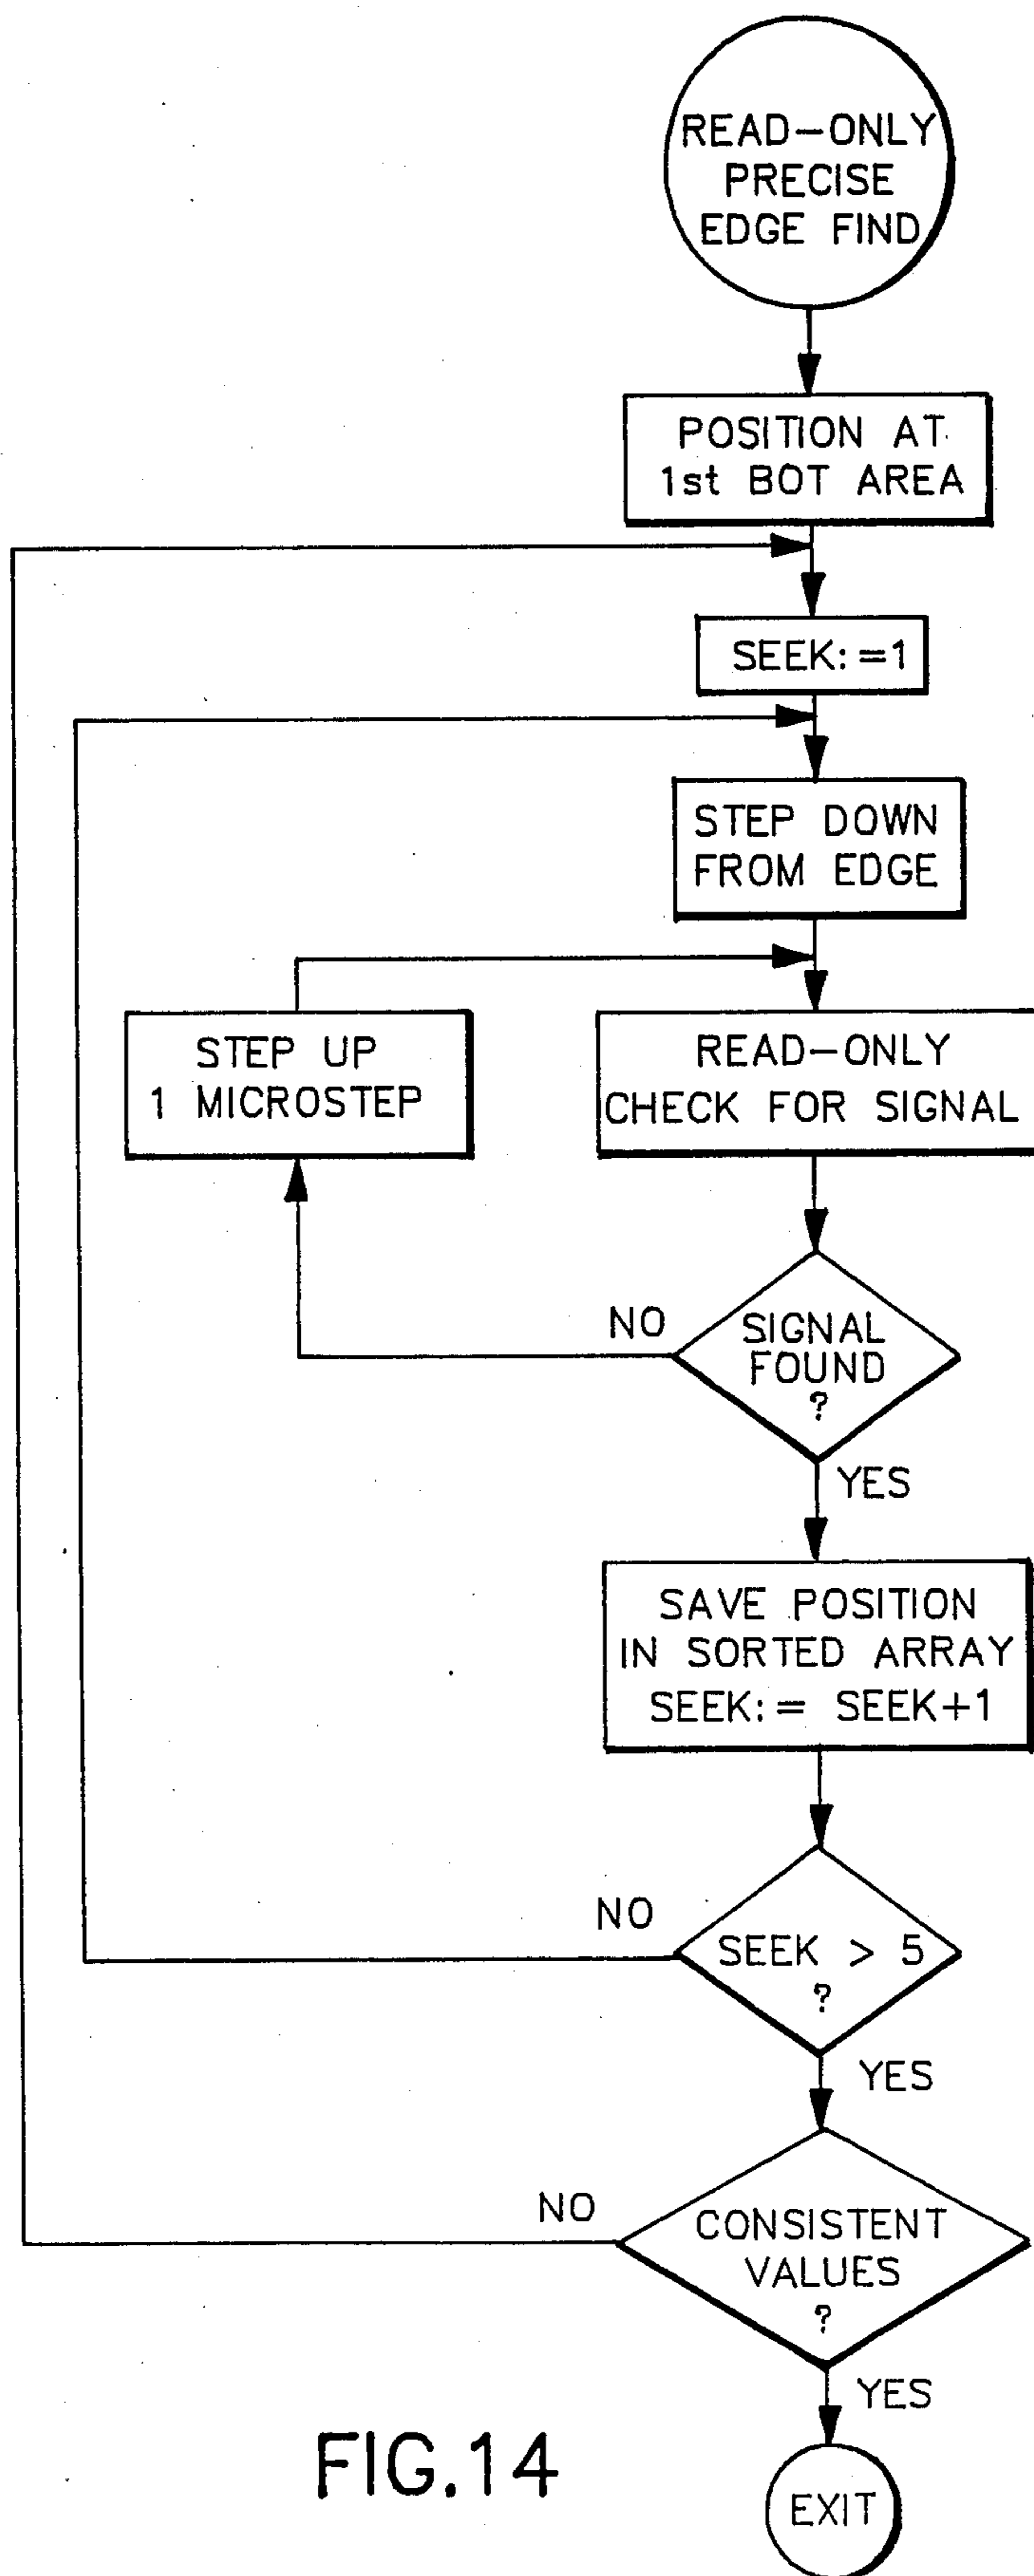 READ-ONLY
PRECISE
EDGE FIND
POSITION AT
1st BOT AREA
SEEK:=1
STEP DOWN
FROM EDGE
STEP UP
1 MICROSTEP
READ-ONLY
CHECK FOR SIGNAL
NO
SIGNAL
FOUND
?
YES
SAVE POSITION
IN SORTED ARRAY
SEEK:= SEEK+1
NO
SEEK > 5
?
YES
NO
CONSISTENT
VALUES
?
YES
EXIT
FIG.14